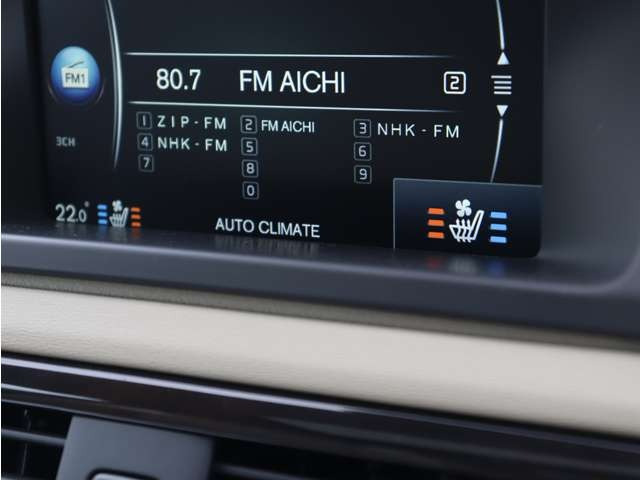 FM1
80.7 FM AICHI 2
1 ZIP-FM 2 FM AICHI 3 NHK-FM
4 NHK-FM 5 6
7 8 9
0
3CH
22.0° AUTO CLIMATE